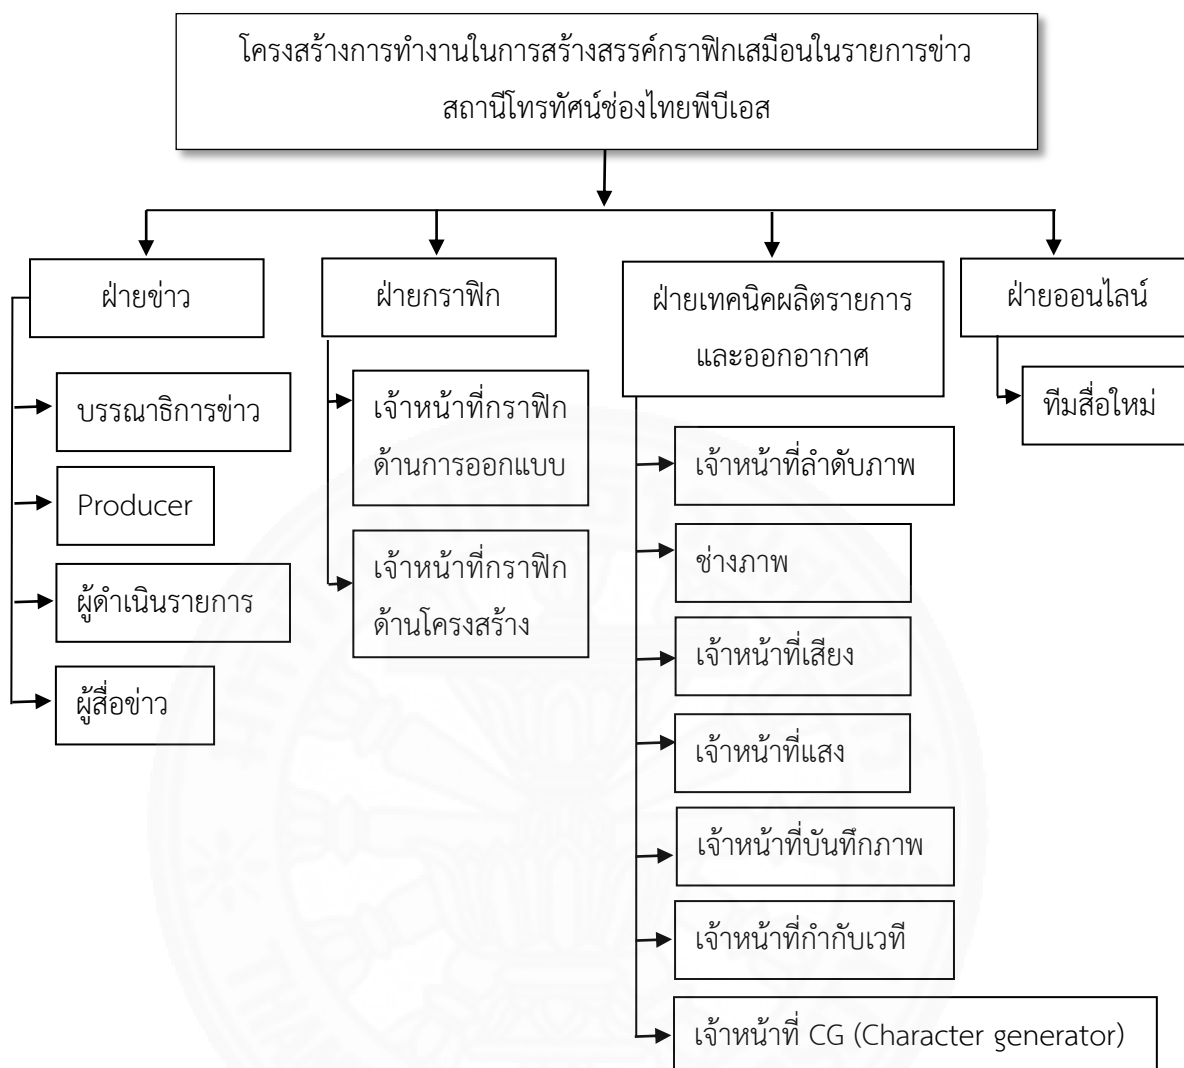 โครงสร้างการทำงานในการสร้างสรรค์กราฟิกเสมือนในรายการข่าว
สถานีโทรทัศน์ช่องไทยพีบีเอส
ฝ่ายข่าว
บรรณาธิการข่าว
Producer
ผู้ดำเนินรายการ
ผู้สื่อข่าว
ฝ่ายกราฟิก
เจ้าหน้าที่กราฟิก
ด้านการออกแบบ
เจ้าหน้าที่กราฟิก
ด้านโครงสร้าง
ฝ่ายเทคนิคผลิตรายการ
และออกอากาศ
เจ้าหน้าที่ลำดับภาพ
ช่างภาพ
เจ้าหน้าที่เสียง
เจ้าหน้าที่แสง
เจ้าหน้าที่บันทึกภาพ
เจ้าหน้าที่กำกับเวที
เจ้าหน้าที่ CG (Character generator)
ฝ่ายออนไลน์
ทีมสื่อใหม่